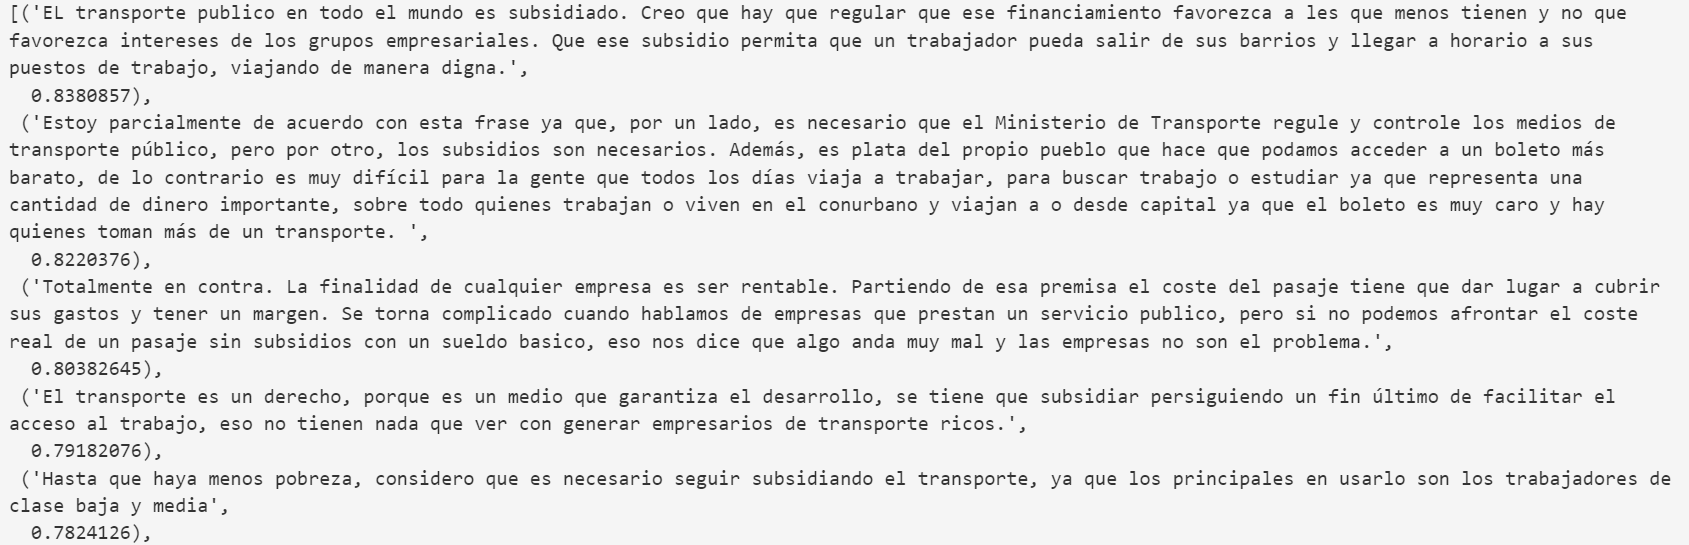 [('EL transporte publico en todo el mundo es subsidiado. Creo que hay que regular que ese financiamiento favorezca a les que menos tienen y no que
favorezca intereses de los grupos empresariales. Que ese subsidio permita que un trabajador pueda salir de sus barrios y llegar a horario a sus
puestos de trabajo, viajando de manera digna.',
0.8380857),
('Estoy parcialmente de acuerdo con esta frase ya que, por un lado, es necesario que el Ministerio de Transporte regule y controle los medios de
transporte público, pero por otro, los subsidios son necesarios. Además, es plata del propio pueblo que hace que podamos acceder a un boleto más
barato, de lo contrario es muy difícil para la gente que todos los días viaja a trabajar, para buscar trabajo o estudiar ya que representa una
cantidad de dinero importante, sobre todo quienes trabajan o viven en el conurbano y viajan a o desde capital ya que el boleto es muy caro y hay
quienes toman más de un transporte. ',
0.8220376),
('Totalmente en contra. La finalidad de cualquier empresa es ser rentable. Partiendo de esa premisa el coste del pasaje tiene que dar lugar a cubrir
sus gastos y tener un margen. Se torna complicado cuando hablamos de empresas que prestan un servicio publico, pero si no podemos afrontar el coste
real de un pasaje sin subsidios con un sueldo basico, eso nos dice que algo anda muy mal y las empresas no son el problema.',
0.80382645),
('El transporte es un derecho, porque es un medio que garantiza el desarrollo, se tiene que subsidiar persiguiendo un fin último de facilitar el
acceso al trabajo, eso no tienen nada que ver con generar empresarios de transporte ricos.',
0.79182076),
('Hasta que haya menos pobreza, considero que es necesario seguir subsidiando el transporte, ya que los principales en usarlo son los trabajadores de
clase baja y media',
0.7824126),